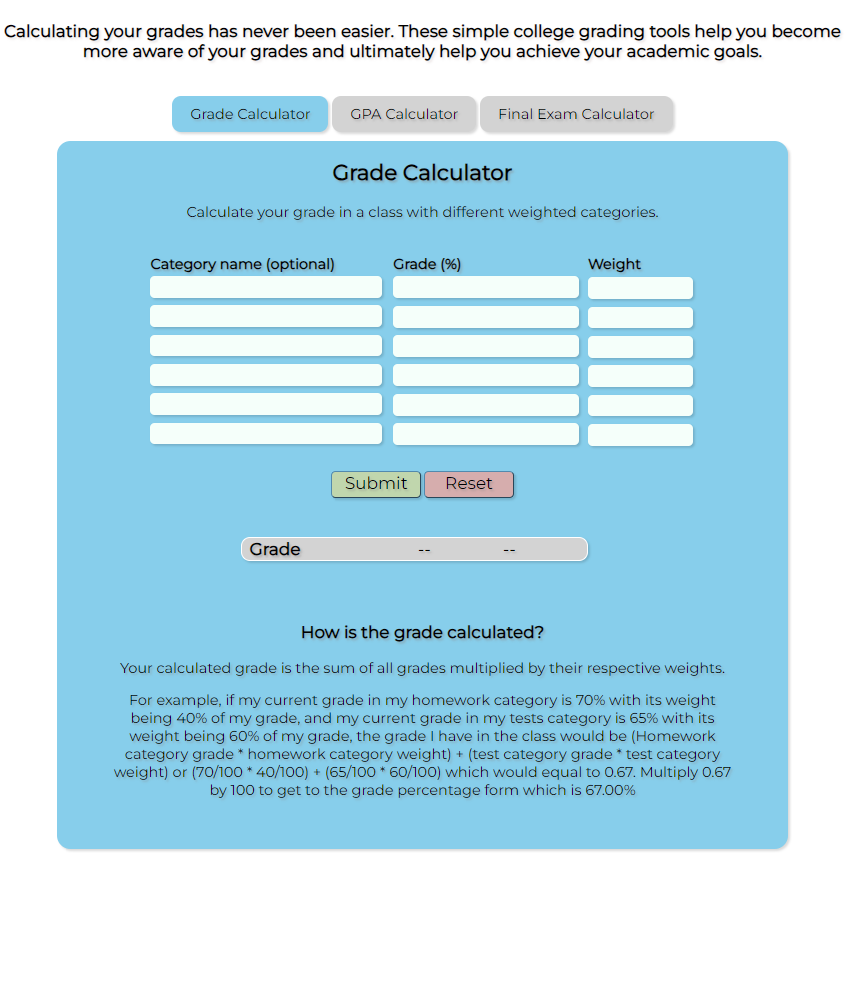 Calculating your grades has never been easier. These simple college grading tools help you become
more aware of your grades and ultimately help you achieve your academic goals.
Grade Calculator GPA Calculator Final Exam Calculator
Grade Calculator
Calculate your grade in a class with different weighted categories.
Category name (optional) Grade (%) Weight
Submit Reset
Grade -- --
How is the grade calculated?
Your calculated grade is the sum of all grades multiplied by their respective weights.
For example, if my current grade in my homework category is 70% with its weight
being 40% of my grade, and my current grade in my tests category is 65% with its
weight being 60% of my grade, the grade I have in the class would be (Homework
category grade * homework category weight) + (test category grade * test category
weight) or (70/100 * 40/100) + (65/100 * 60/100) which would equal to 0.67. Multiply 0.67
by 100 to get to the grade percentage form which is 67.00%